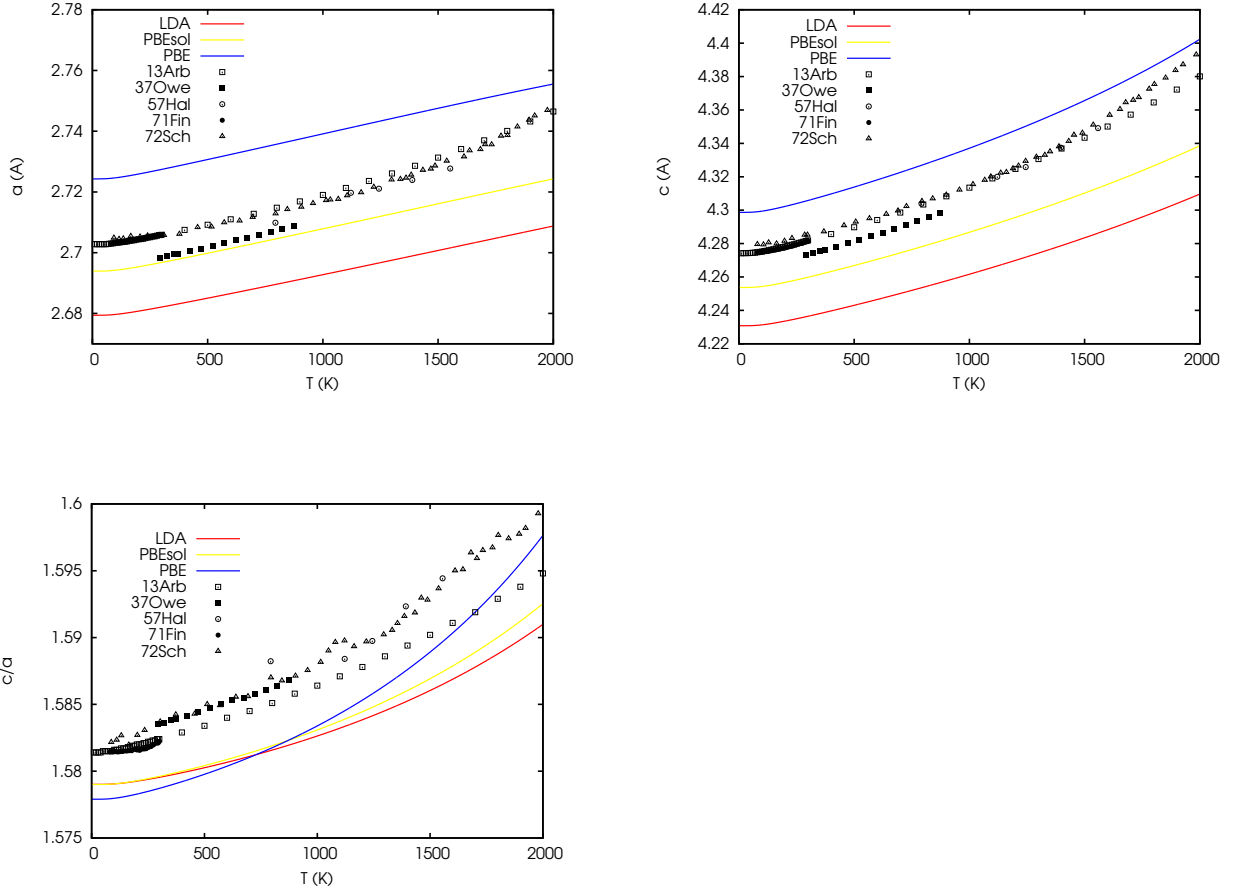 2.78
2.76
2.74
2.72
2.7
2.68
a (A)
0 500 1000 1500 2000
T (K)
LDA
PBEsol
PBE
13Arb
37Owe
57Hal
71Fin
72Sch
4.42
4.4
4.38
4.36
4.34
4.32
4.3
4.28
4.26
4.24
4.22
c (A)
0 500 1000 1500 2000
T (K)
LDA
PBEsol
PBE
13Arb
37Owe
57Hal
71Fin
72Sch
1.6
1.595
1.59
1.585
1.58
1.575
c/a
0 500 1000 1500 2000
T (K)
LDA
PBEsol
PBE
13Arb
37Owe
57Hal
71Fin
72Sch